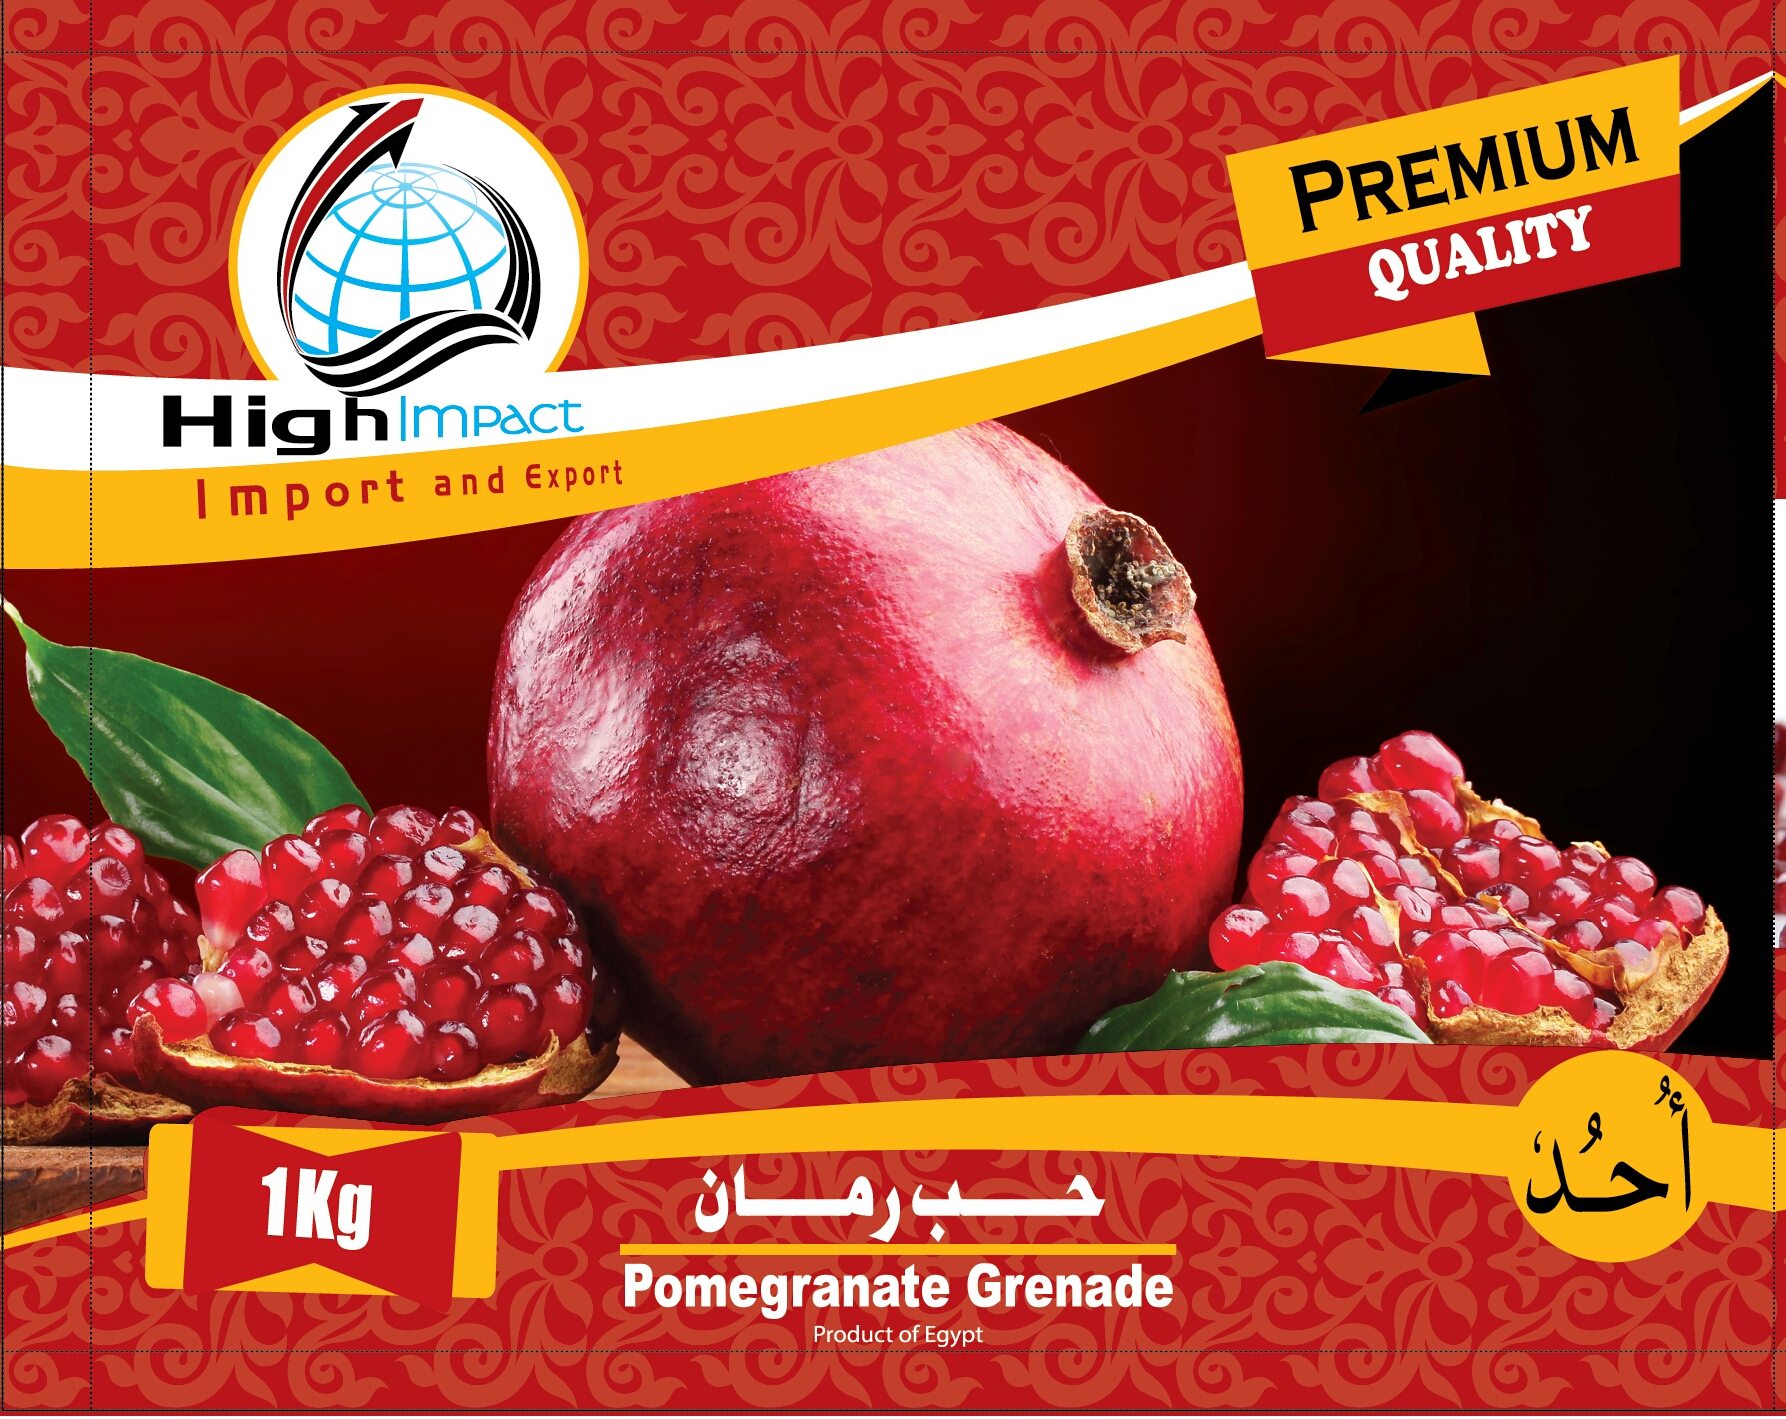 PREMIUM
QUALITY
High Impact
Import and Export
1Kg
حب رمان
أُحُد
Pomegranate Grenade
Product of Egypt